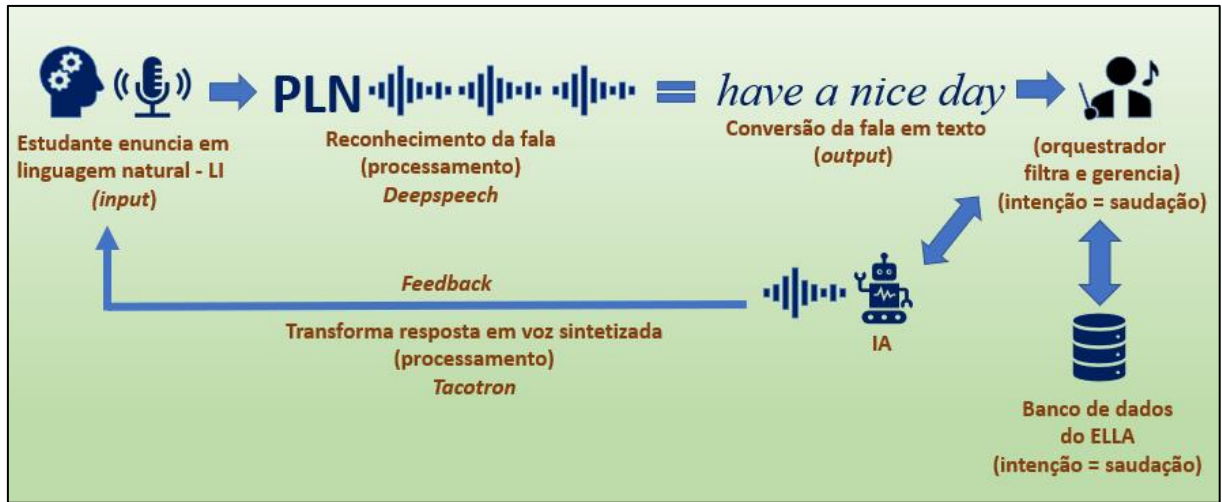 PLN
have a nice day
Estudante enuncia em
linguagem natural - LI
(input)
Reconhecimento da fala
(processamento)
Deepspeech
Conversão da fala em texto
(output)
(orquestrador
filtra e gerencia)
(intenção = saudação)
Feedback
Transforma resposta em voz sintetizada
(processamento)
Tacotron
IA
Banco de dados
do ELLA
(intenção = saudação)